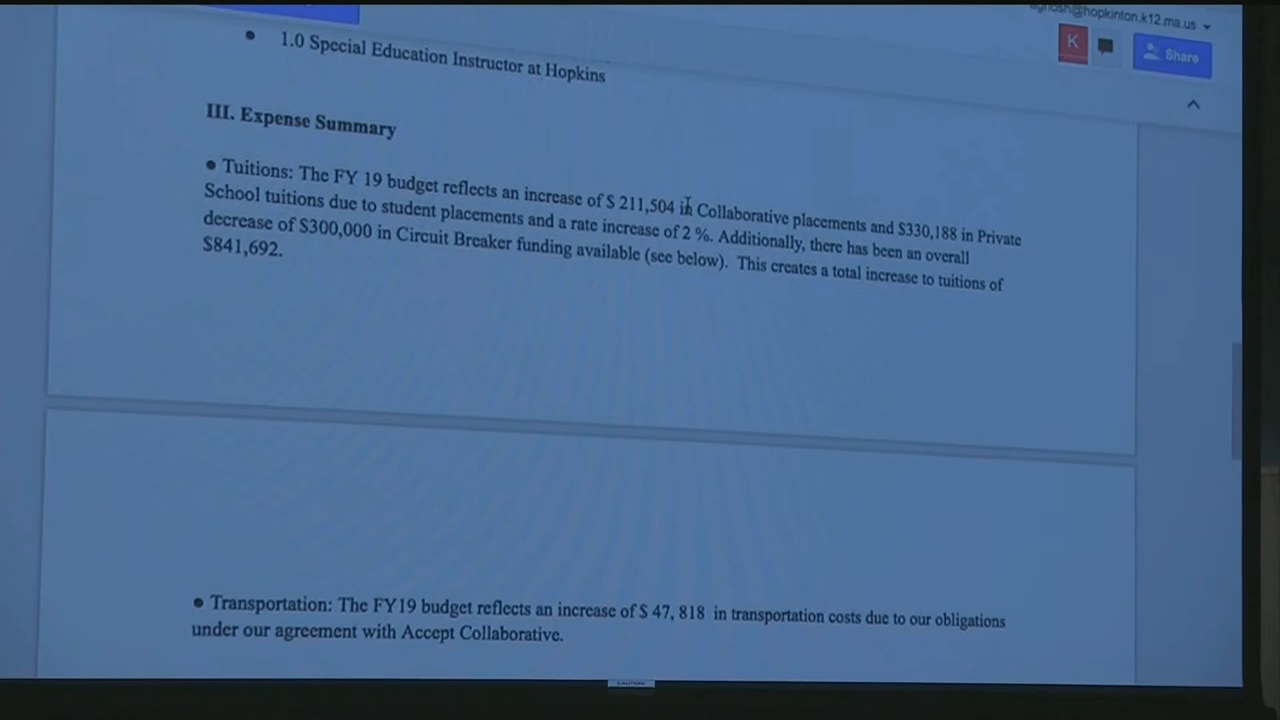 @hopkinton.k12.ma.us
K
Share
• 1.0 Special Education Instructor at Hopkins
III. Expense Summary
• Tuitions: The FY 19 budget reflects an increase of $ 211,504 in Collaborative placements and $330,188 in Private
School tuitions due to student placements and a rate increase of 2 %. Additionally, there has been an overall
decrease of $300,000 in Circuit Breaker funding available (see below). This creates a total increase to tuitions of
$841,692.
• Transportation: The FY19 budget reflects an increase of $ 47, 818 in transportation costs due to our obligations
under our agreement with Accept Collaborative.